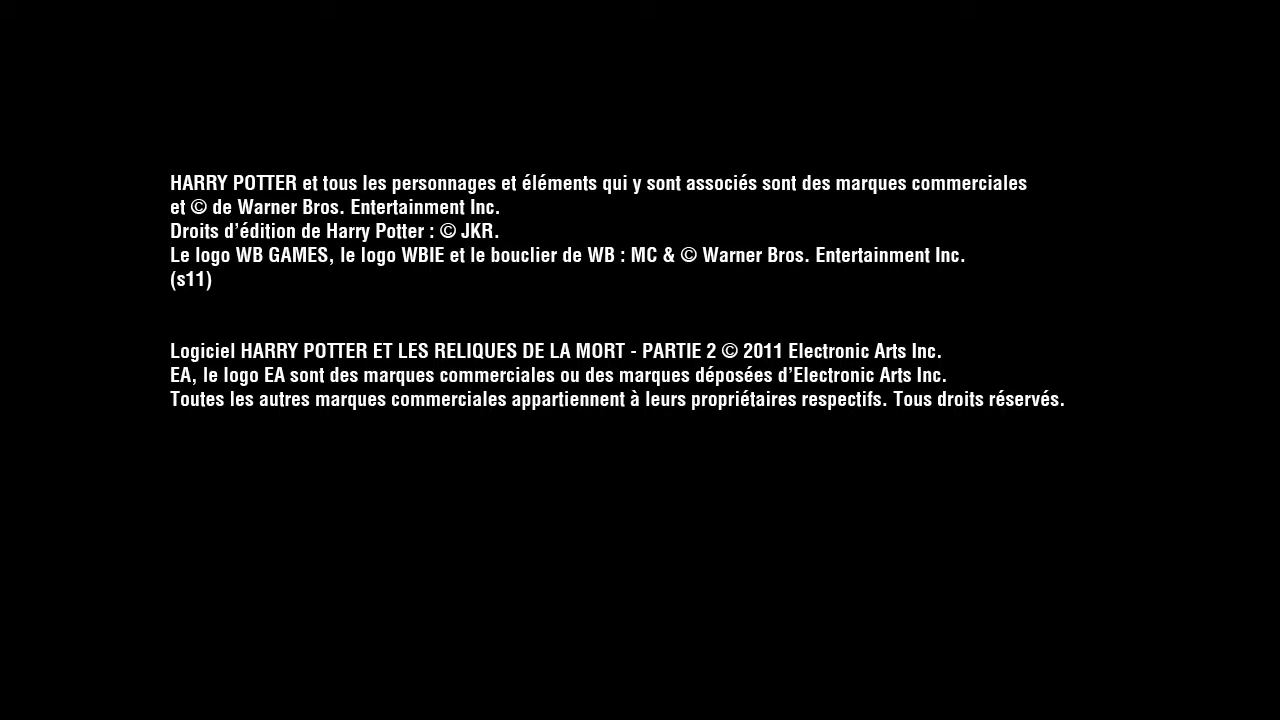 HARRY POTTER et tous les personnages et éléments qui y sont associés sont des marques commerciales
et © de Warner Bros. Entertainment Inc.
Droits d’édition de Harry Potter : © JKR.
Le logo WB GAMES, le logo WBIE et le bouclier de WB : MC & © Warner Bros. Entertainment Inc.
(s11)
Logiciel HARRY POTTER ET LES RELIQUES DE LA MORT - PARTIE 2 © 2011 Electronic Arts Inc.
EA, le logo EA sont des marques commerciales ou des marques déposées d’Electronic Arts Inc.
Toutes les autres marques commerciales appartiennent à leurs propriétaires respectifs. Tous droits réservés.